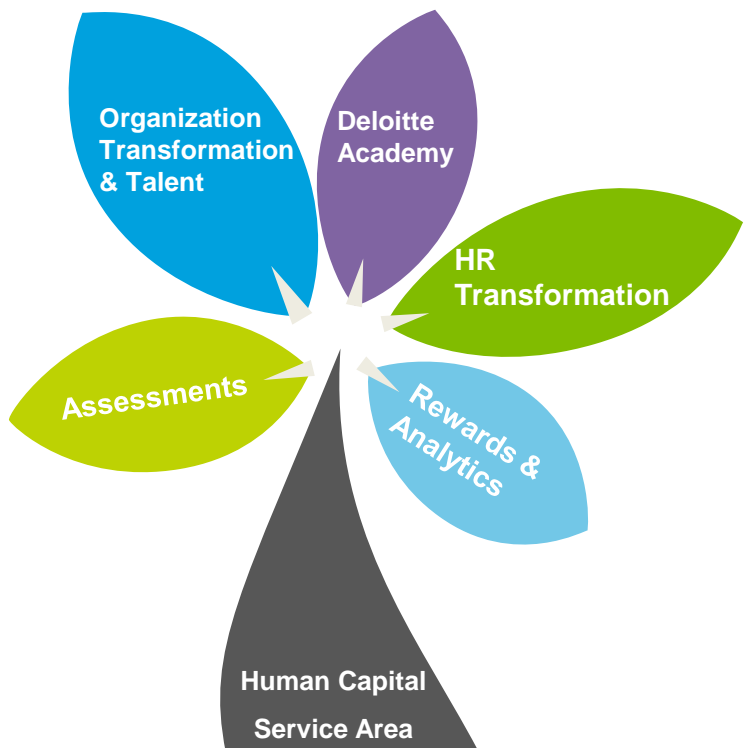 Organization
Transformation
& Talent
Deloitte
Academy
HR
Transformation
Assessments
Rewards &
Analytics
Human Capital
Service Area